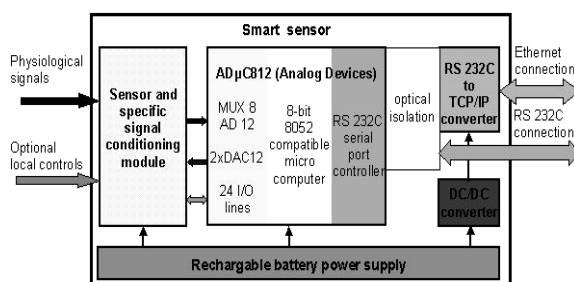 Smart sensor
Physiological
signals
Optional
local controls
Sensor and
specific
signal
conditioning
module
ADµC812 (Analog Devices)
MUX 8
AD 12
2xDAC12
24 I/O
lines
8-bit
8052
compatible
micro
computer
RS 232C
serial
port
controller
optical
isolation
RS 232C
to
TCP/IP
converter
Ethernet
connection
RS 232C
connection
DC/DC
converter
Rechargable battery power supply